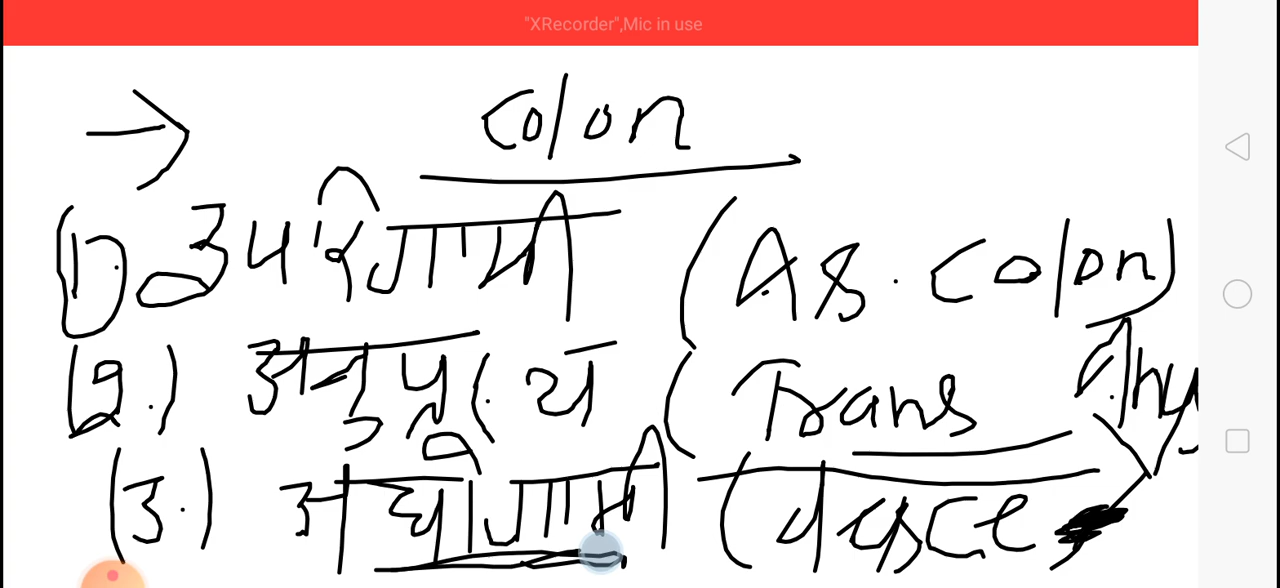 "XRecorder",Mic in use
→ Colon
(1). उपरिगामी (As. Colon)
(2.) अनुप्रस्थ (Trans
(3.) अधोगामी (